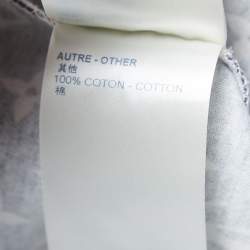 AUTRE - OTHER
其他
100% COTON - COTTON
棉